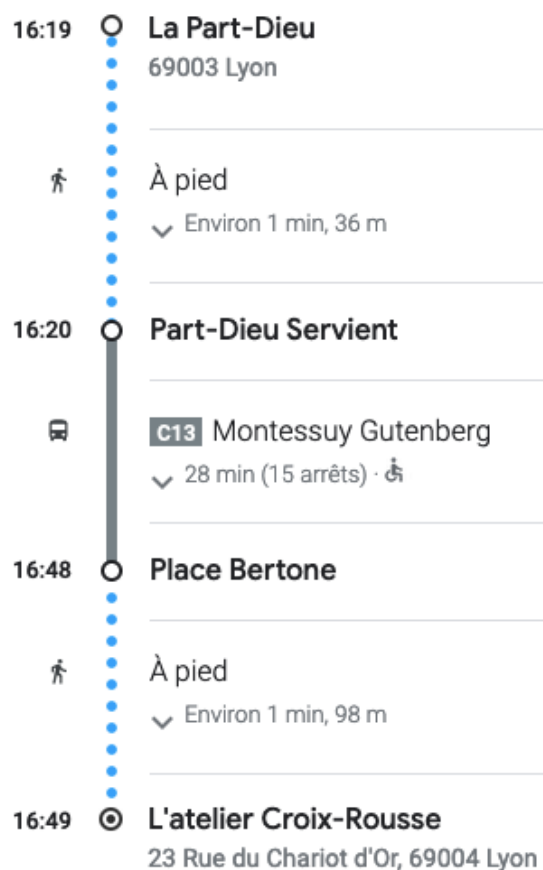 16:19 La Part-Dieu
69003 Lyon
À pied
Environ 1 min, 36 m
16:20 Part-Dieu Servient
C13 Montessuy Gutenberg
28 min (15 arrêts) ·
16:48 Place Bertone
À pied
Environ 1 min, 98 m
16:49 L'atelier Croix-Rousse
23 Rue du Chariot d'Or, 69004 Lyon